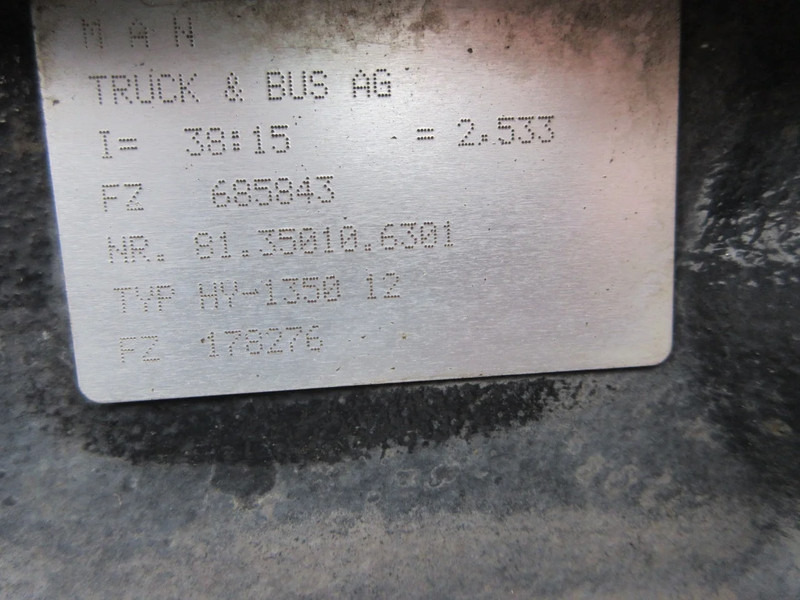 M A N
TRUCK & BUS AG
I= 38:15 = 2.533
FZ 685843
NR. 81.35010.6301
TYP HY-1350 12
FZ 178276